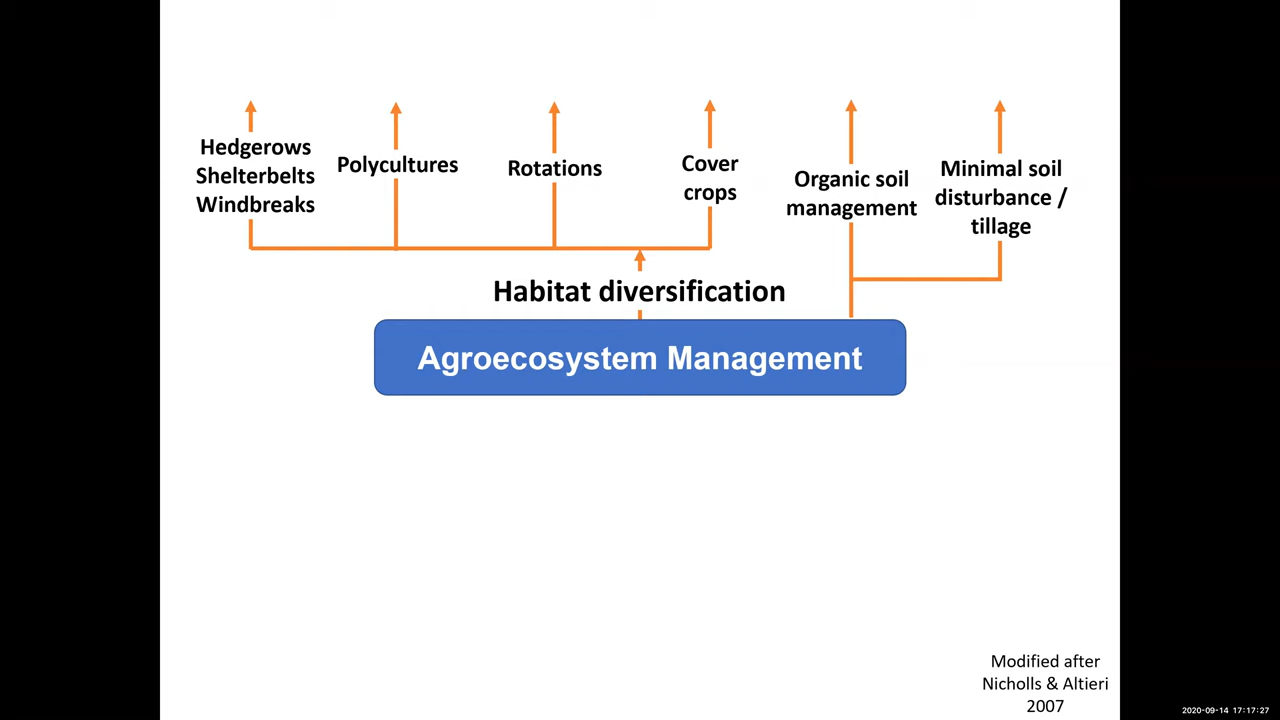 Hedgerows
Shelterbelts
Windbreaks
Polycultures
Rotations
Cover
crops
Organic soil
management
Minimal soil
disturbance /
tillage
Habitat diversification
Agroecosystem Management
Modified after
Nicholls & Altieri
2007
2020-09-14 17:17:27